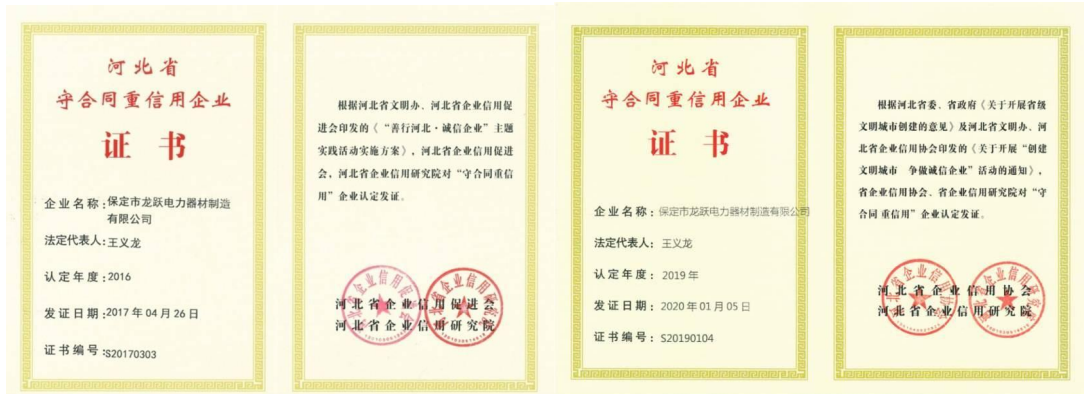 河北省
守合同重信用企业
证书
企业名称:保定市龙跃电力器材制造
有限公司
法定代表人:王义龙
认定年度:2016
发证日期:2017年04月26日
证书编号:S20170303
根据河北省文明办、河北省企业信用促
进会印发的《“善行河北·诚信企业”主题
实践活动实施方案》，河北省企业信用促进
会，河北省企业信用研究院对“守合同重信
用”企业认定发证。
河北省企业信用促进会
河北省企业信用研究院
河北省
守合同重信用企业
证书
企业名称：保定市龙跃电力器材制造有限公司
法定代表人：王义龙
认定年度：2019年
发证日期：2020年01月05日
证书编号：S20190104
根据河北省委、省政府《关于开展省级
文明城市创建的意见》及河北省文明办、河
北省企业信用协会印发的《关于开展“创建
文明城市 争做诚信企业”活动的通知》，
省企业信用协会、省企业信用研究院对“守
合同 重信用”企业认定发证。
河北省企业信用协会
河北省企业信用研究院